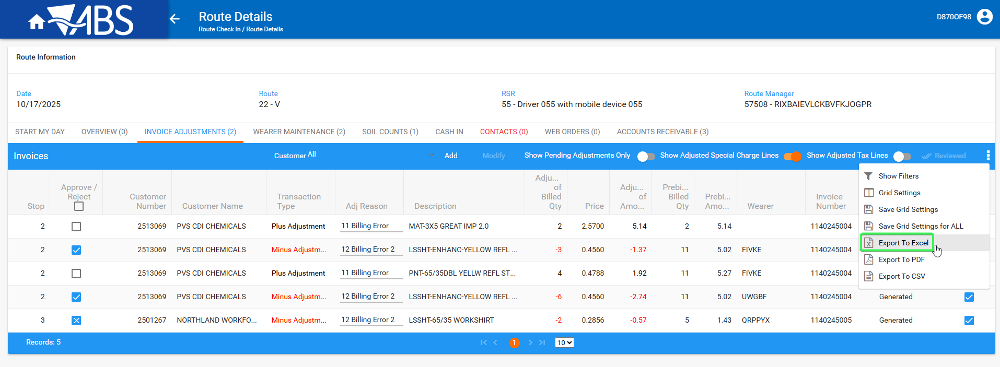 ABS
Route Details
Route Check In / Route Details
D870OF98
Route Information
Date
10/17/2025
Route
22 - V
RSR
55 - Driver 055 with mobile device 055
Route Manager
57508 - RIXBAIEVLCKBVFKJOGPR
START MY DAY OVERVIEW (0) INVOICE ADJUSTMENTS (2) WEARER MAINTENANCE (2) SOIL COUNTS (1) CASH IN CONTACTS (0) WEB ORDERS (0) ACCOUNTS RECEIVABLE (3)
Invoices Customer All Add Modify Show Pending Adjustments Only Show Adjusted Special Charge Lines Show Adjusted Tax Lines Reviewed
Show Filters
Grid Settings
Save Grid Settings
Save Grid Settings for ALL
Export To Excel
Export To PDF
Export To CSV
Stop
Approve /
Reject
Customer
Number
Customer Name
Transaction
Type
Adj Reason
Description
Adju...
of
Billed
Qty
Price
Adju...
of
Amo...
Prebi...
Billed
Qty
Prebi...
Amo...
Wearer
Invoice
Number
2 2513069 PVS CDI CHEMICALS Plus Adjustment 11 Billing Error MAT-3X5 GREAT IMP 2.0 2 2.5700 5.14 2 5.14 1140245004
2 2513069 PVS CDI CHEMICALS Minus Adjustm... 12 Billing Error 2 LSSHT-ENHANC-YELLOW REFL ... -3 0.4560 -1.37 11 5.02 FIVKE 1140245004
2 2513069 PVS CDI CHEMICALS Plus Adjustment 11 Billing Error PNT-65/35DBL YELLW REFL ST... 4 0.4788 1.92 11 5.27 FIVKE 1140245004
2 2513069 PVS CDI CHEMICALS Minus Adjustm... 12 Billing Error 2 LSSHT-ENHANC-YELLOW REFL ... -6 0.4560 -2.74 11 5.02 UWGBF 1140245004 Generated
3 2501267 NORTHLAND WORKFO... Minus Adjustm... 12 Billing Error 2 LSSHT-65/35 WORKSHIRT -2 0.2856 -0.57 5 1.43 QRPPYX 1140245005 Generated
Records: 5 1 10